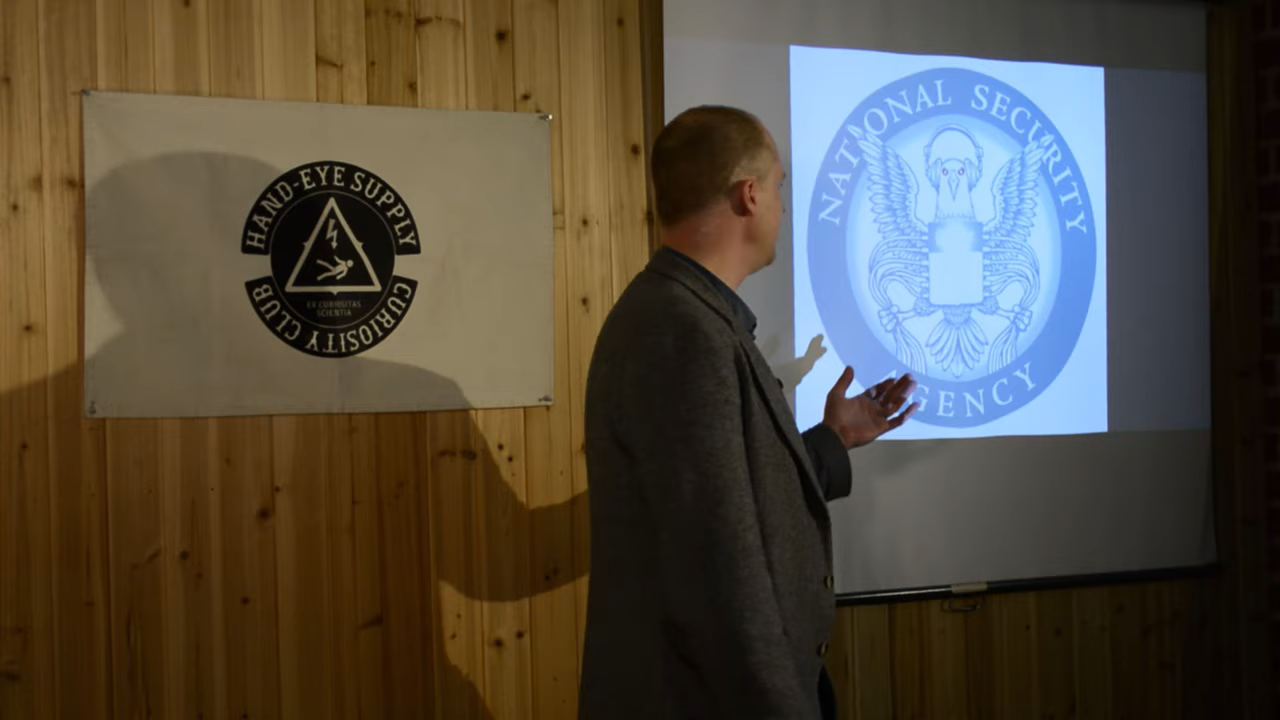 HAND-EYE SUPPLY
EX CURIOSITAS
SCIENTIA
CURIOSITY CLUB
NATIONAL SECURITY
AGENCY